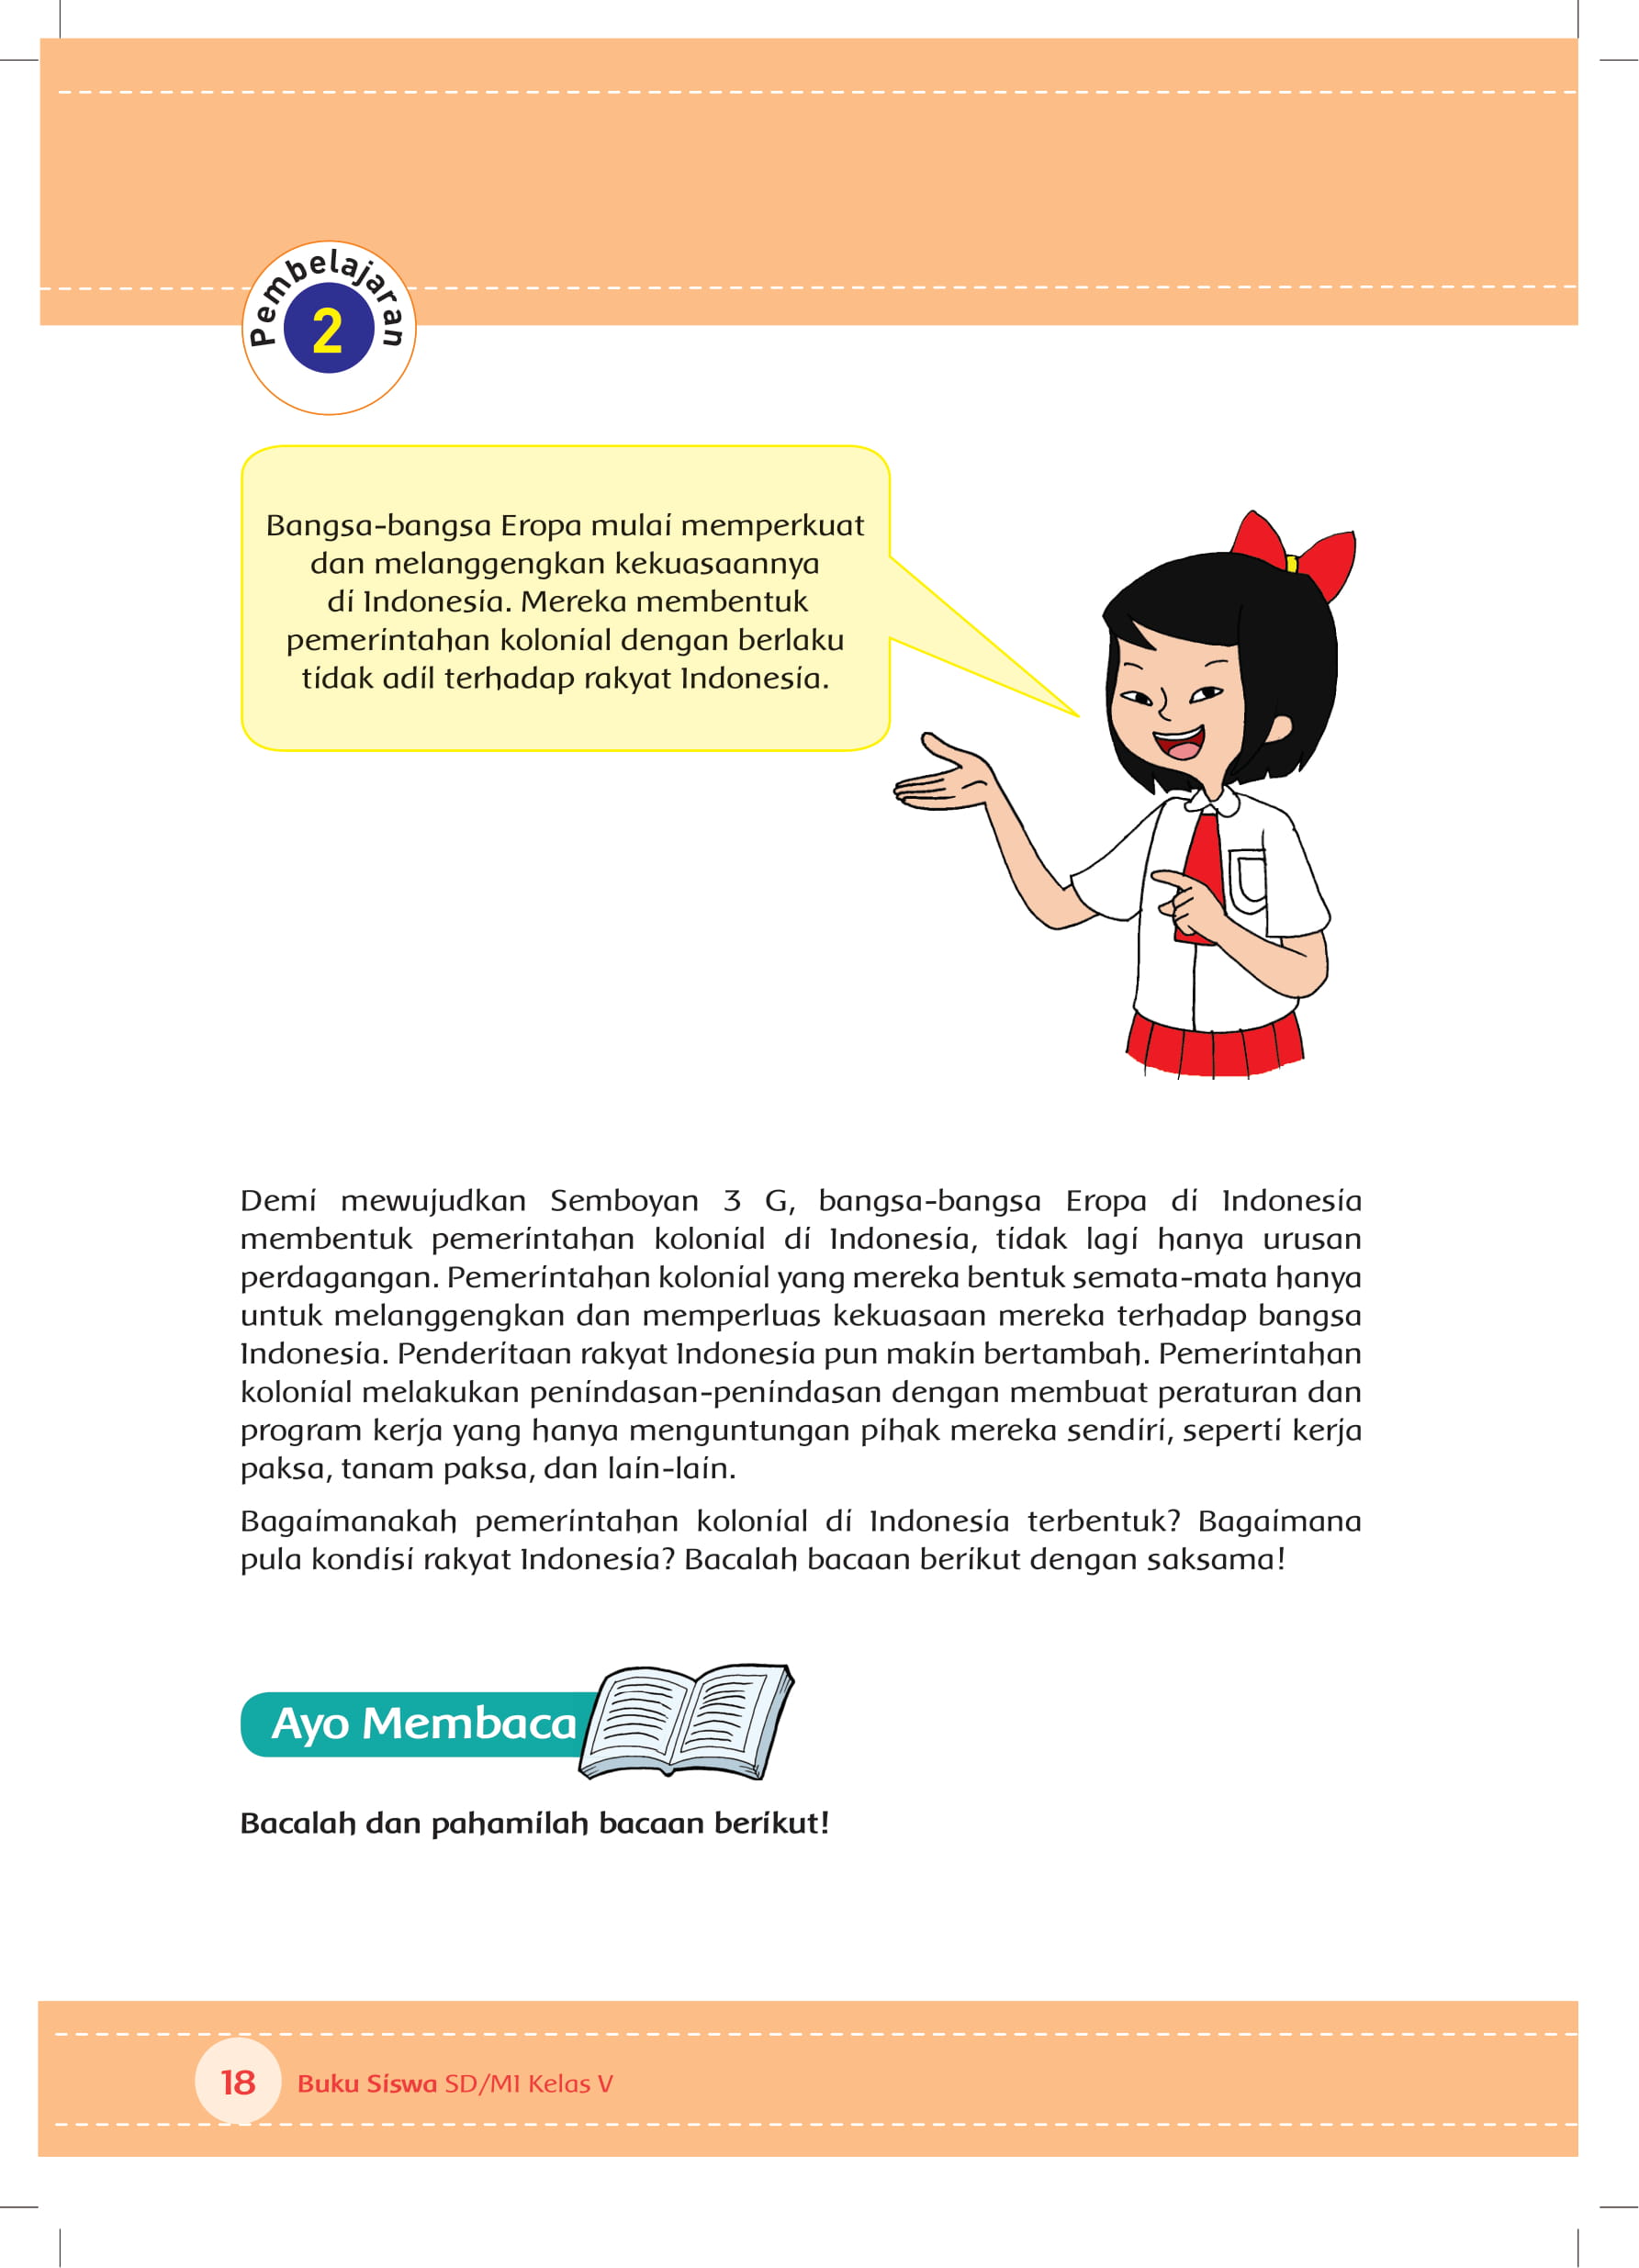 Pembelajaran
2
Bangsa-bangsa Eropa mulai memperkuat
dan melanggengkan kekuasaannya
di Indonesia. Mereka membentuk
pemerintahan kolonial dengan berlaku
tidak adil terhadap rakyat Indonesia.
Demi mewujudkan Semboyan 3 G, bangsa-bangsa Eropa di Indonesia
membentuk pemerintahan kolonial di Indonesia, tidak lagi hanya urusan
perdagangan. Pemerintahan kolonial yang mereka bentuk semata-mata hanya
untuk melanggengkan dan memperluas kekuasaan mereka terhadap bangsa
Indonesia. Penderitaan rakyat Indonesia pun makin bertambah. Pemerintahan
kolonial melakukan penindasan-penindasan dengan membuat peraturan dan
program kerja yang hanya menguntungan pihak mereka sendiri, seperti kerja
paksa, tanam paksa, dan lain-lain.
Bagaimanakah pemerintahan kolonial di Indonesia terbentuk? Bagaimana
pula kondisi rakyat Indonesia? Bacalah bacaan berikut dengan saksama!
Ayo Membaca
Bacalah dan pahamilah bacaan berikut!
18 Buku Siswa SD/MI Kelas V